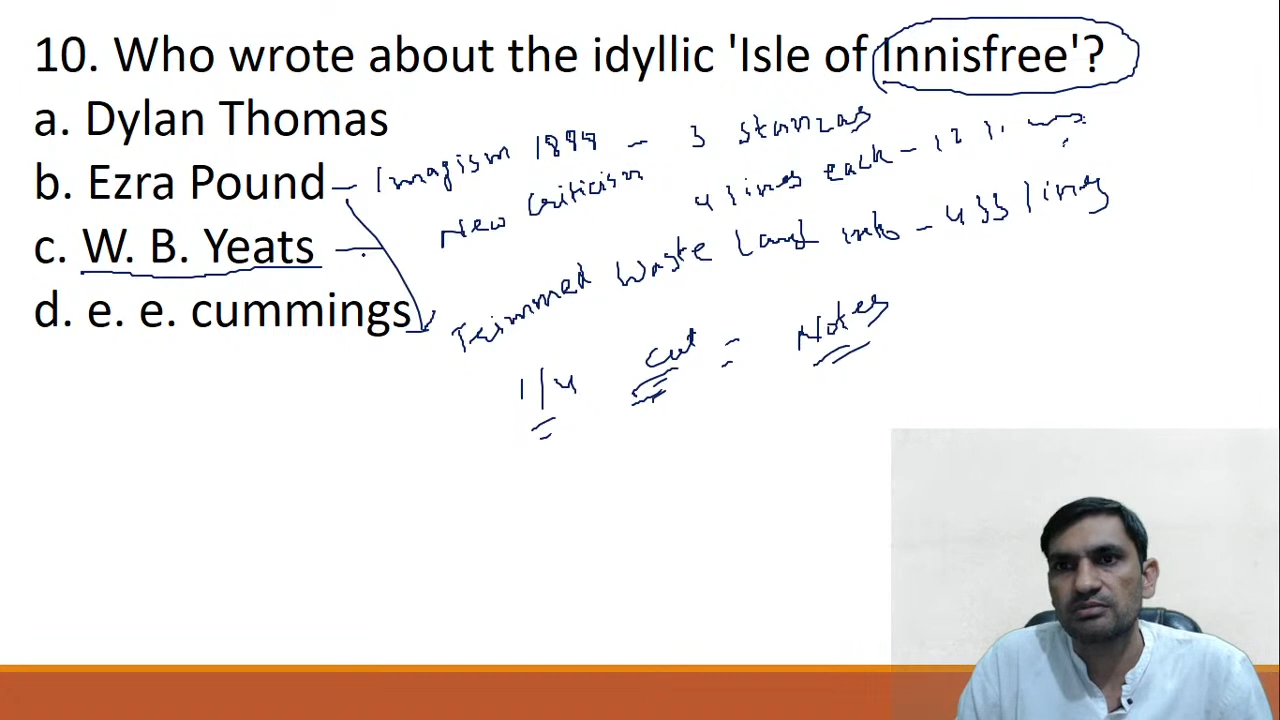 10. Who wrote about the idyllic 'Isle of Innisfree'?
a. Dylan Thomas
b. Ezra Pound
c. W. B. Yeats
d. e. e. cummings
Imagism 1899 - 3 stanzas
New Criticism 4 lines each - 12
Trimmed Waste Land into - 433 lines
1/4 cut = Notes